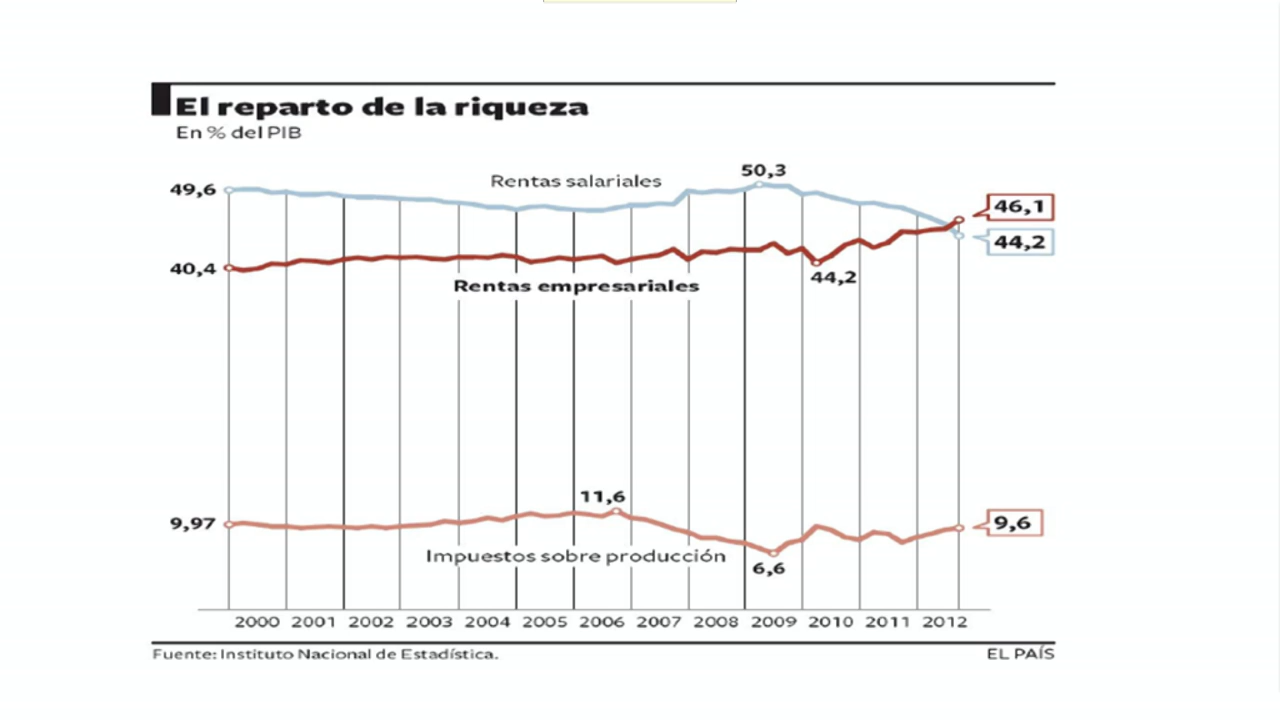 El reparto de la riqueza
En % del PIB
50,3
Rentas salariales
49,6
46,1
44,2
40,4
44,2
Rentas empresariales
11,6
9,97
9,6
Impuestos sobre producción
6,6
2000 2001 2002 2003 2004 2005 2006 2007 2008 2009 2010 2011 2012
Fuente: Instituto Nacional de Estadística. EL PAÍS